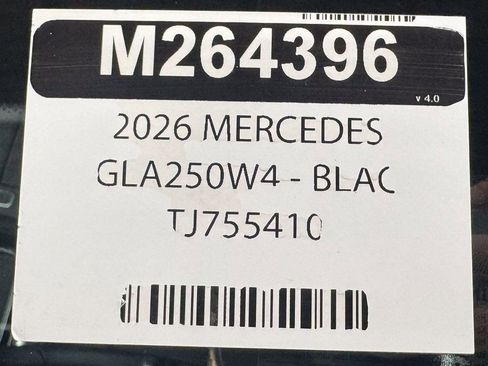 M264396
v 4.0
2026 MERCEDES
GLA250W4 - BLAC
TJ755410